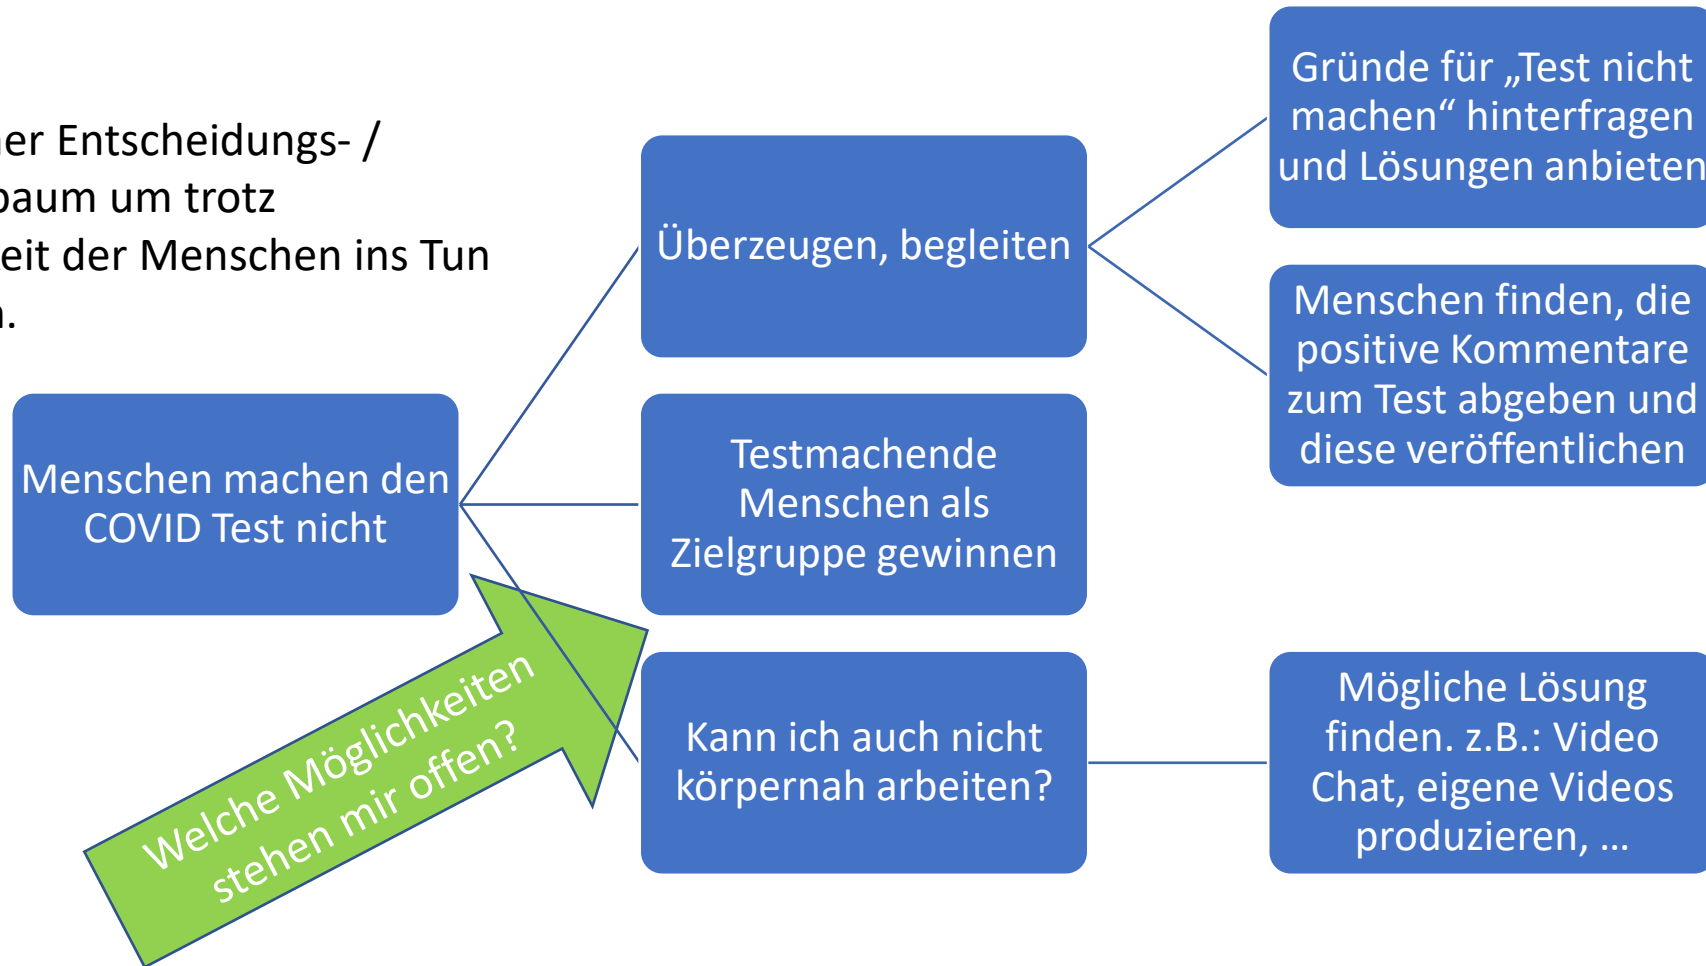 er Entscheidungs- /
baum um trotz
eit der Menschen ins Tun
Menschen machen den
COVID Test nicht
Welche Möglichkeiten
stehen mir offen?
Überzeugen, begleiten
Testmachende
Menschen als
Zielgruppe gewinnen
Kann ich auch nicht
körpernah arbeiten?
Gründe für „Test nicht
machen“ hinterfragen
und Lösungen anbieten
Menschen finden, die
positive Kommentare
zum Test abgeben und
diese veröffentlichen
Mögliche Lösung
finden. z.B.: Video
Chat, eigene Videos
produzieren, ...